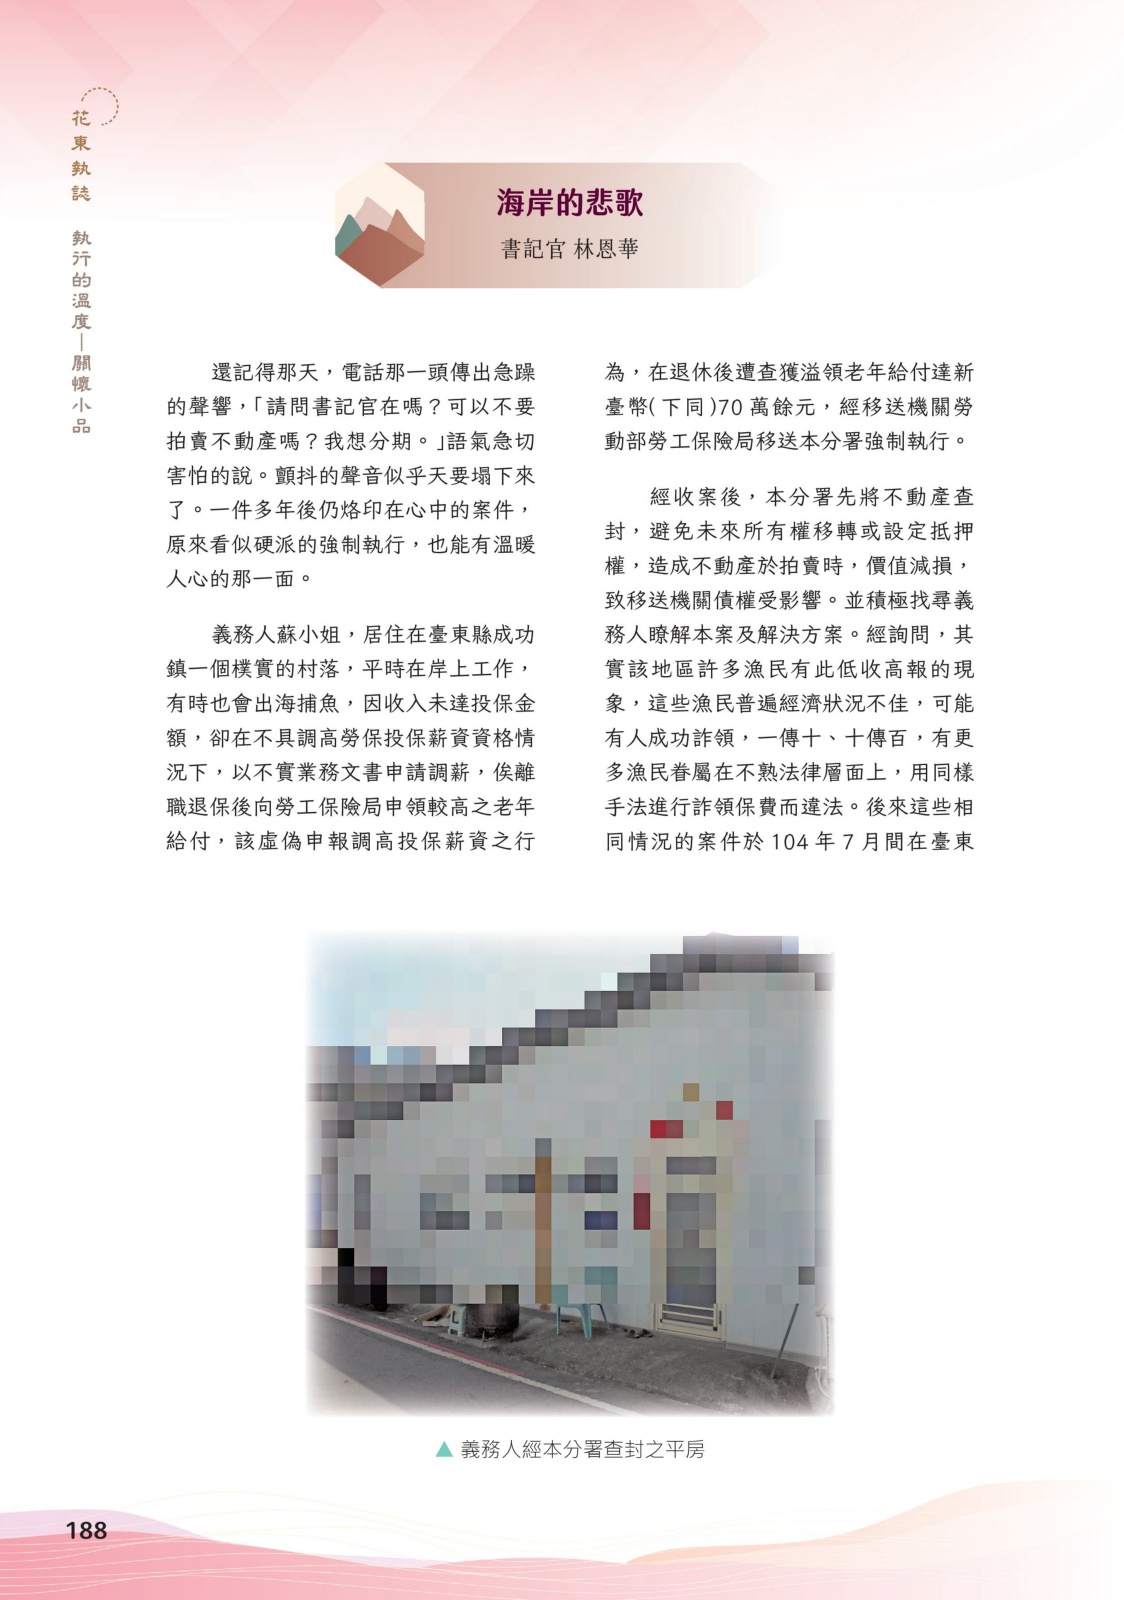 花東執誌 執行的溫度—關懷小品
海岸的悲歌
書記官 林恩華
還記得那天，電話那一頭傳出急躁
的聲響，「請問書記官在嗎？可以不要
拍賣不動產嗎？我想分期。」語氣急切
害怕的說。顫抖的聲音似乎天要塌下來
了。一件多年後仍烙印在心中的案件，
原來看似硬派的強制執行，也能有溫暖
人心的那一面。
義務人蘇小姐，居住在臺東縣成功
鎮一個樸實的村落，平時在岸上工作，
有時也會出海捕魚，因收入未達投保金
額，卻在不具調高勞保投保薪資資格情
況下，以不實業務文書申請調薪，俟離
職退保後向勞工保險局申領較高之老年
給付，該虛偽申報調高投保薪資之行
為，在退休後遭查獲溢領老年給付達新
臺幣(下同)70 萬餘元，經移送機關勞
動部勞工保險局移送本分署強制執行。
經收案後，本分署先將不動產查
封，避免未來所有權移轉或設定抵押
權，造成不動產於拍賣時，價值減損，
致移送機關債權受影響。並積極找尋義
務人瞭解本案及解決方案。經詢問，其
實該地區許多漁民有此低收高報的現
象，這些漁民普遍經濟狀況不佳，可能
有人成功詐領，一傳十、十傳百，有更
多漁民眷屬在不熟法律層面上，用同樣
手法進行詐領保費而違法。後來這些相
同情況的案件於 104 年 7 月間在臺東
▲ 義務人經本分署查封之平房
188